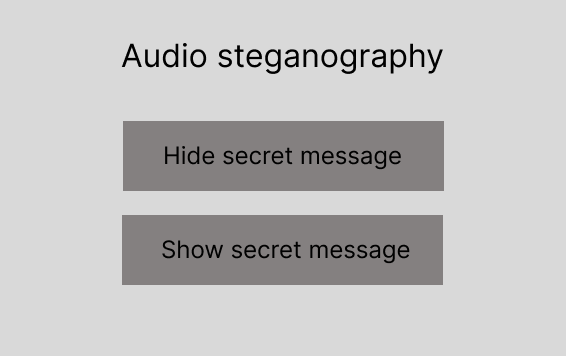 Audio steganography
Hide secret message
Show secret message